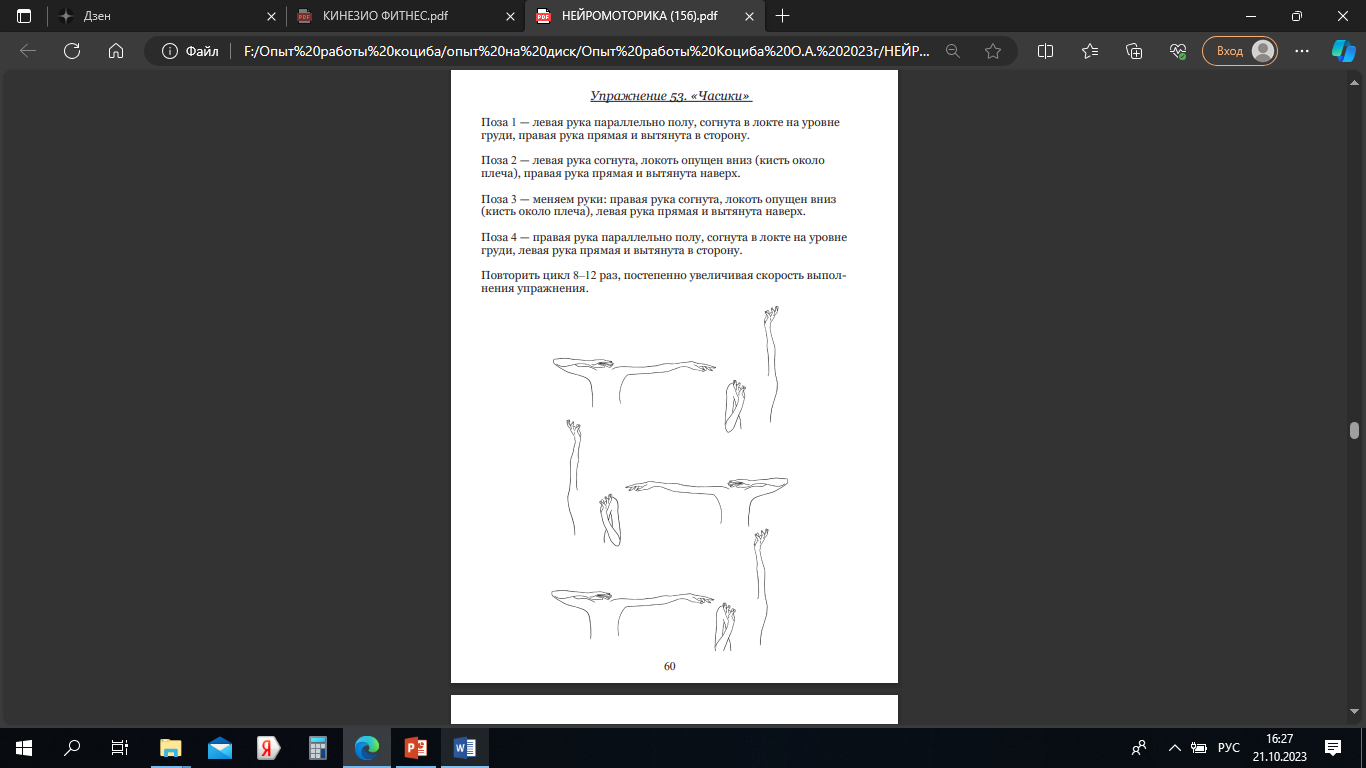 Дзен
КИНЕЗИО ФИТНЕС.pdf
НЕЙРОМОТОРИКА (156).pdf
Файл
F:/Опыт%20работы%20коциба/опыт%20на%20диск/Опыт%20работы%20Коциба%20О.А.%202023г/НЕЙР...
Вход
Упражнение 53. «Часики»
Поза 1 — левая рука параллельно полу, согнута в локте на уровне
груди, правая рука прямая и вытянута в сторону.
Поза 2 — левая рука согнута, локоть опущен вниз (кисть около
плеча), правая рука прямая и вытянута наверх.
Поза 3 — меняем руки: правая рука согнута, локоть опущен вниз
(кисть около плеча), левая рука прямая и вытянута наверх.
Поза 4 — правая рука параллельно полу, согнута в локте на уровне
груди, левая рука прямая и вытянута в сторону.
Повторить цикл 8–12 раз, постепенно увеличивая скорость выпол-
нения упражнения.
60
РУС
16:27
21.10.2023